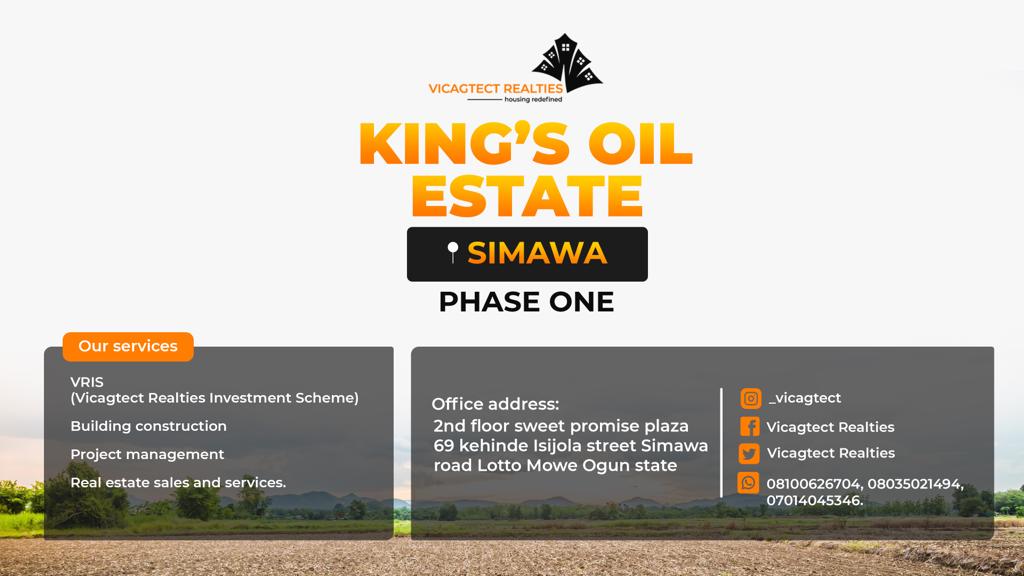 VICAGTECT REALTIES
housing redefined
KING'S OIL
ESTATE
SIMAWA
PHASE ONE
Our services
VRIS
(Vicagtect Realties Investment Scheme)
Building construction
Project management
Real estate sales and services.
Office address:
2nd floor sweet promise plaza
69 kehinde Isijola street Simawa
road Lotto Mowe Ogun state
_vicagtect
Vicagtect Realties
Vicagtect Realties
08100626704, 08035021494,
07014045346.